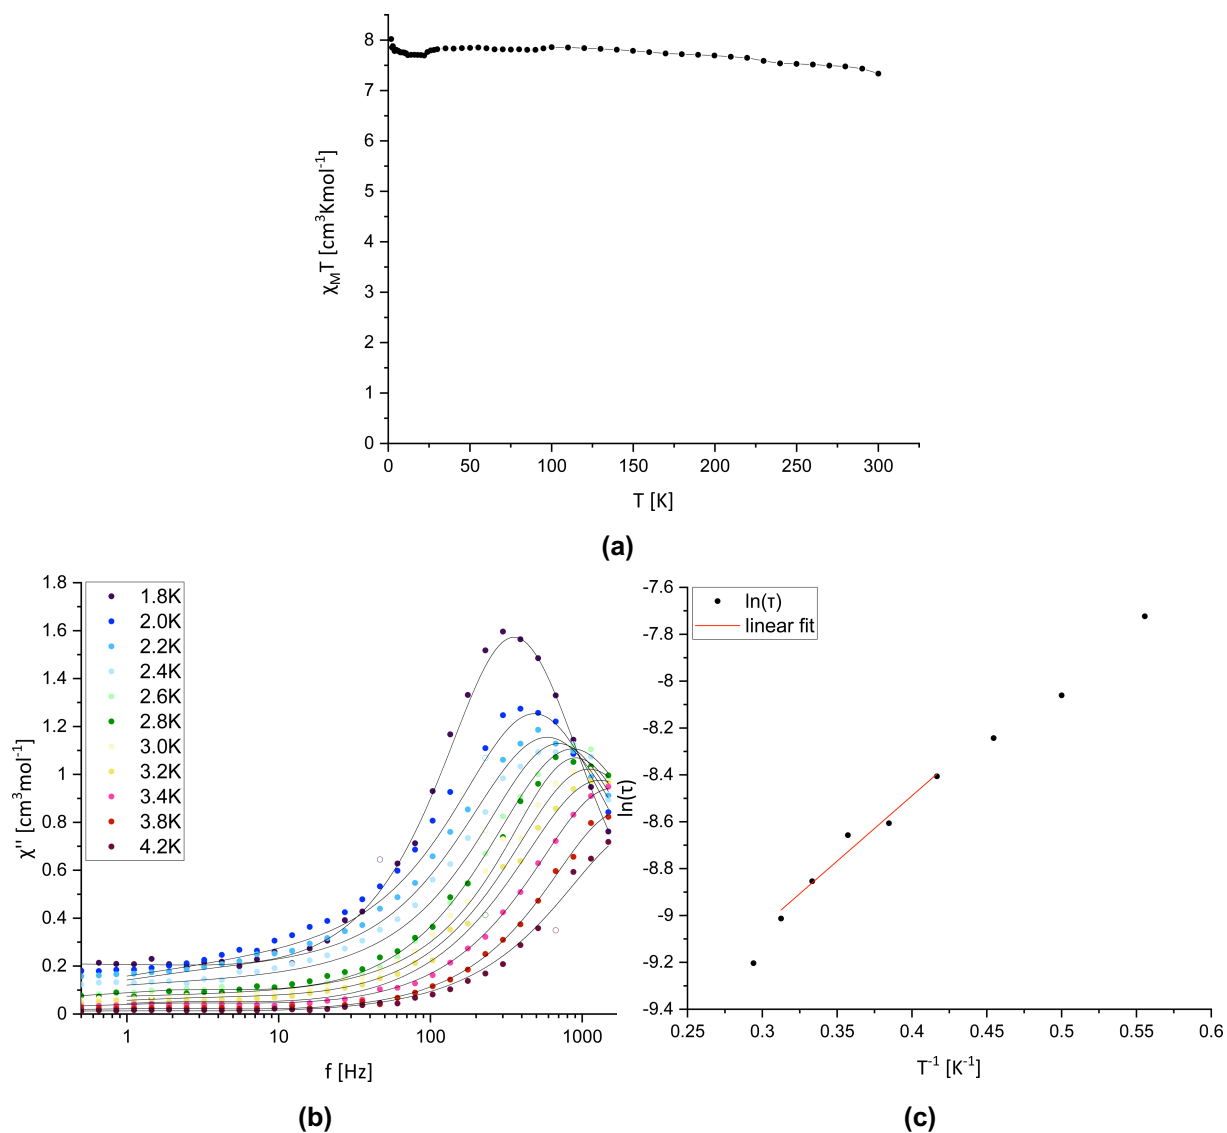 8
7
6
5
4
3
2
1
0
χMT [cm³Kmol⁻¹]
0 50 100 150 200 250 300
T [K]
(a)
1.8
1.6
1.4
1.2
1
0.8
0.6
0.4
0.2
0
χ'' [cm³mol⁻¹]
1.8K
2.0K
2.2K
2.4K
2.6K
2.8K
3.0K
3.2K
3.4K
3.8K
4.2K
1 10 100 1000
f [Hz]
(b)
-7.6
-7.8
-8
-8.2
-8.4
-8.6
-8.8
-9
-9.2
-9.4
ln(τ)
ln(τ)
linear fit
0.25 0.3 0.35 0.4 0.45 0.5 0.55 0.6
T⁻¹ [K⁻¹]
(c)